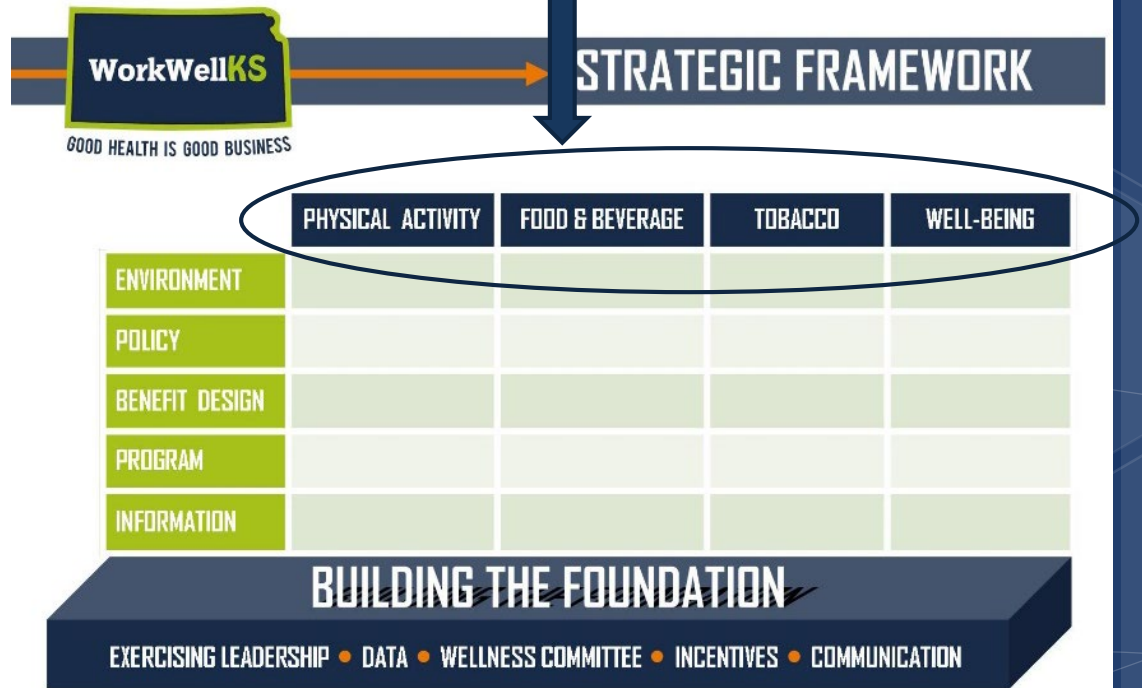 WorkWellKS
STRATEGIC FRAMEWORK
GOOD HEALTH IS GOOD BUSINESS
PHYSICAL ACTIVITY FOOD & BEVERAGE TOBACCO WELL-BEING
ENVIRONMENT
POLICY
BENEFIT DESIGN
PROGRAM
INFORMATION
BUILDING THE FOUNDATION
EXERCISING LEADERSHIP • DATA • WELLNESS COMMITTEE • INCENTIVES • COMMUNICATION